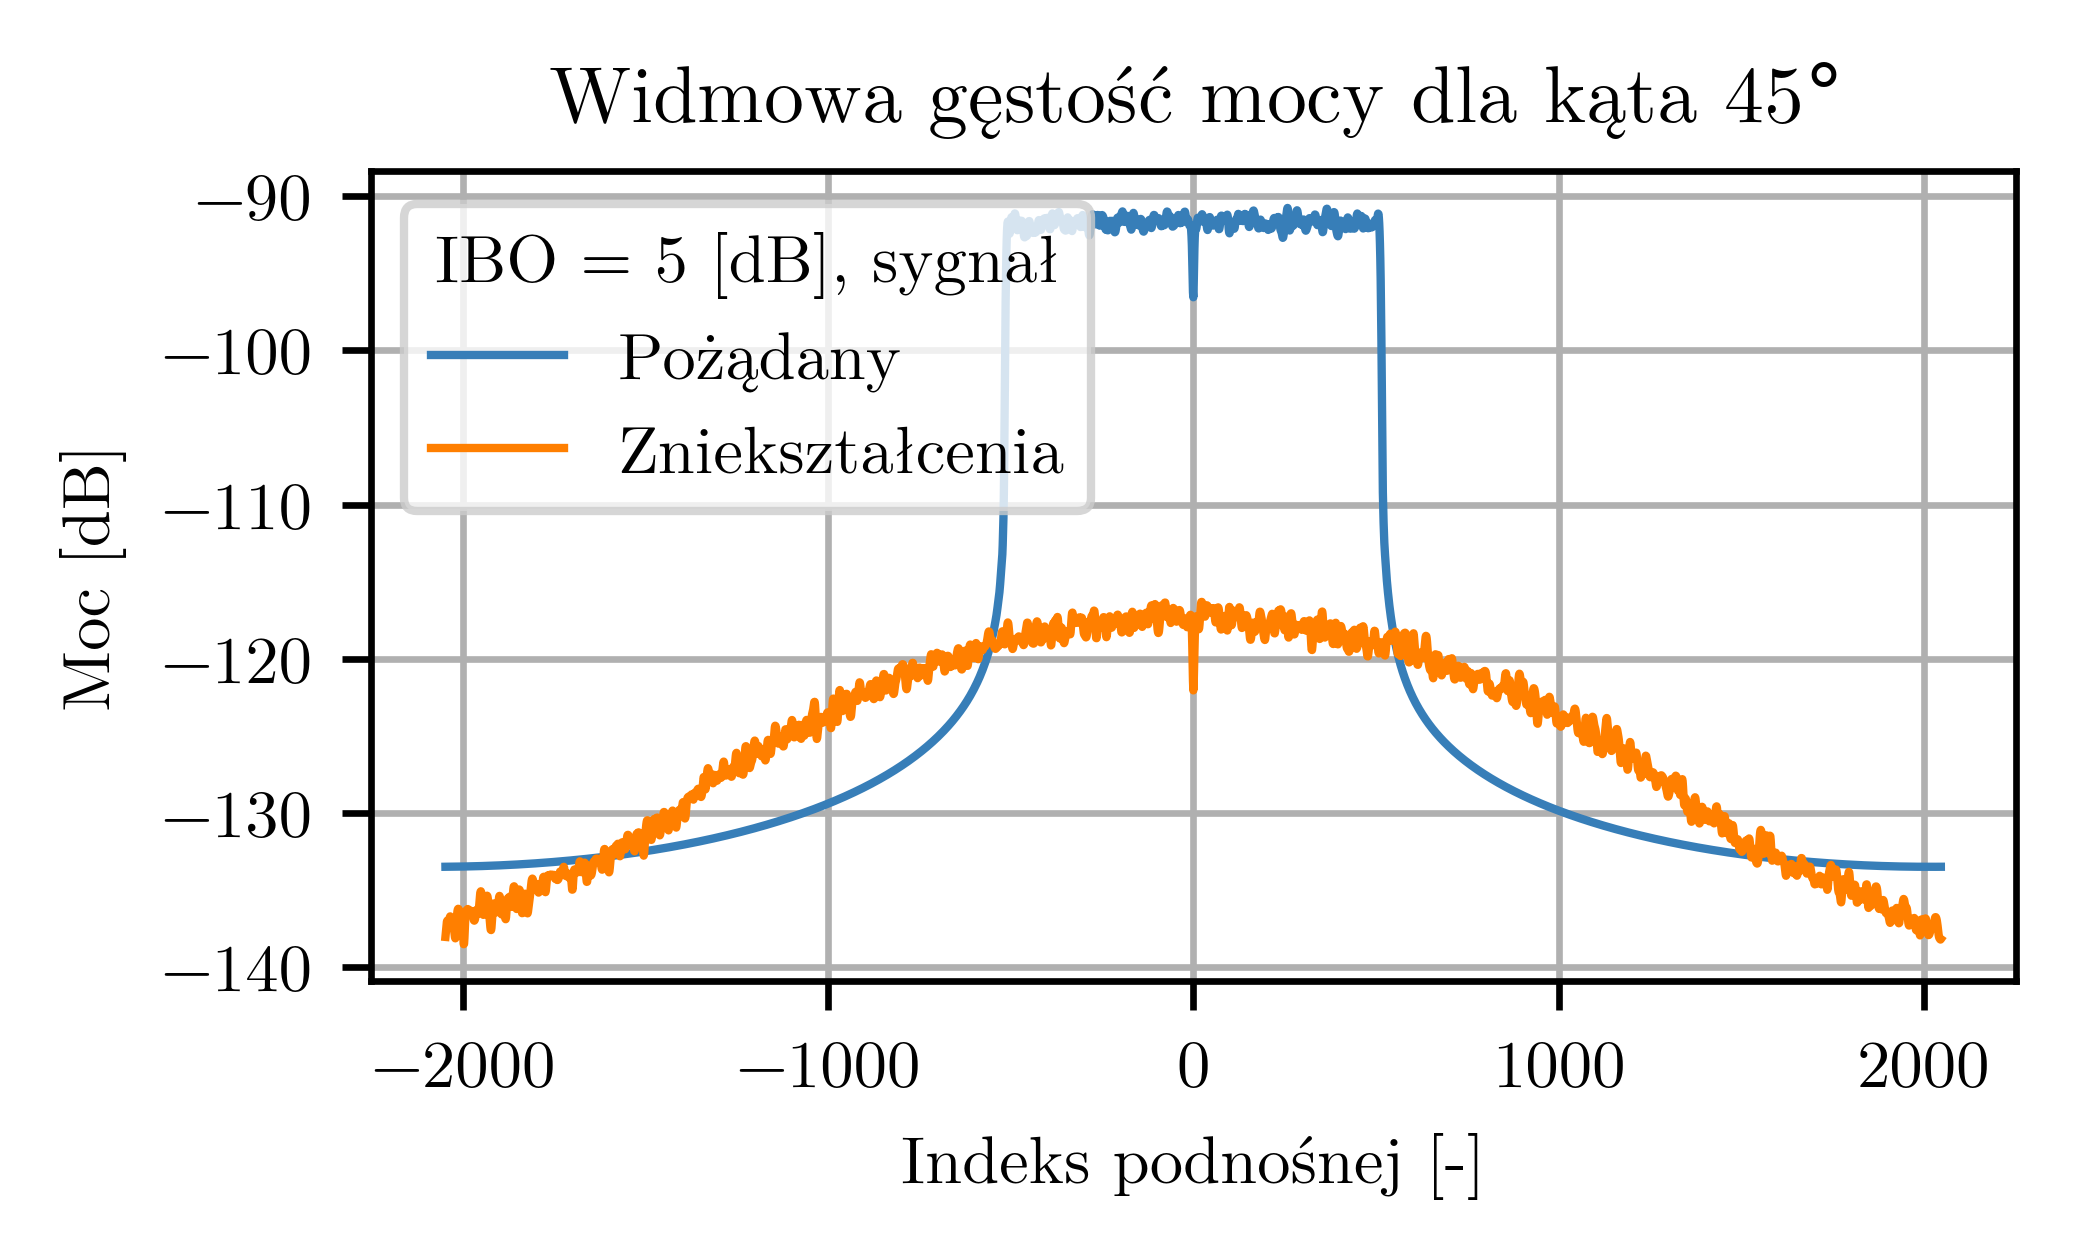 Widmowa gęstość mocy dla kąta 45°
Moc [dB]
−90
−100
−110
−120
−130
−140
IBO = 5 [dB], sygnał
Pożądany
Zniekształcenia
−2000
−1000
0
1000
2000
Indeks podnośnej [-]